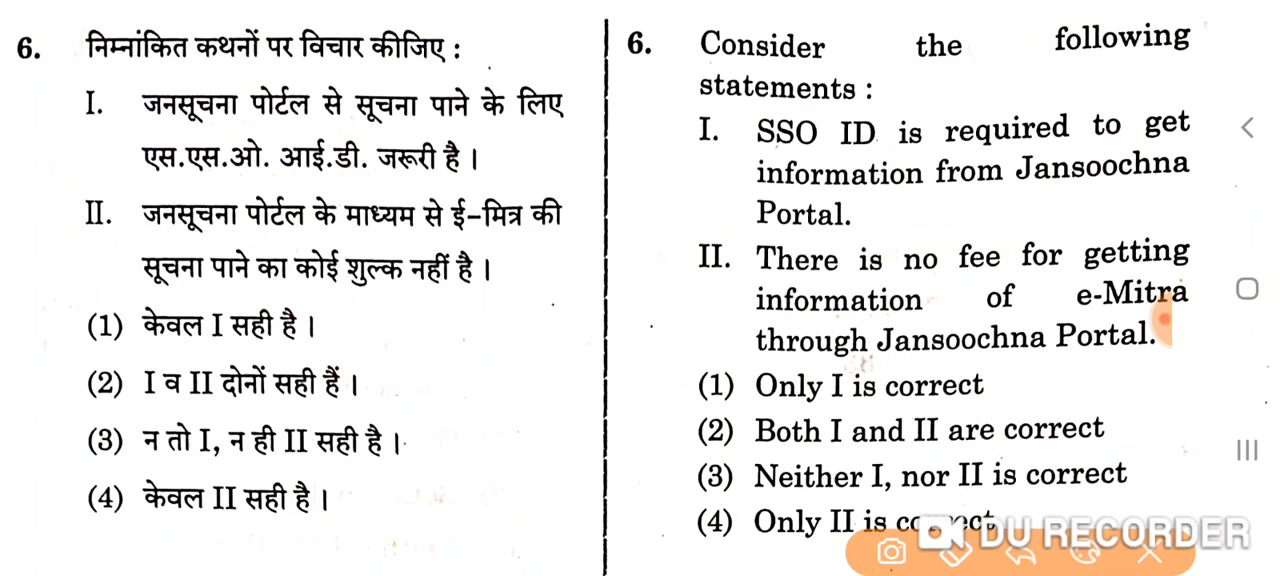 6. निम्नांकित कथनों पर विचार कीजिए :
I. जनसूचना पोर्टल से सूचना पाने के लिए
एस.एस.ओ. आई.डी. जरूरी है ।
II. जनसूचना पोर्टल के माध्यम से ई-मित्र की
सूचना पाने का कोई शुल्क नहीं है ।
(1) केवल I सही है ।
(2) I व II दोनों सही हैं ।
(3) न तो I, न ही II सही है ।
(4) केवल II सही है ।
6. Consider the following
statements :
I. SSO ID is required to get
information from Jansoochna
Portal.
II. There is no fee for getting
information of e-Mitra
through Jansoochna Portal.
(1) Only I is correct
(2) Both I and II are correct
(3) Neither I, nor II is correct
(4) Only II is correct
DU RECORDER